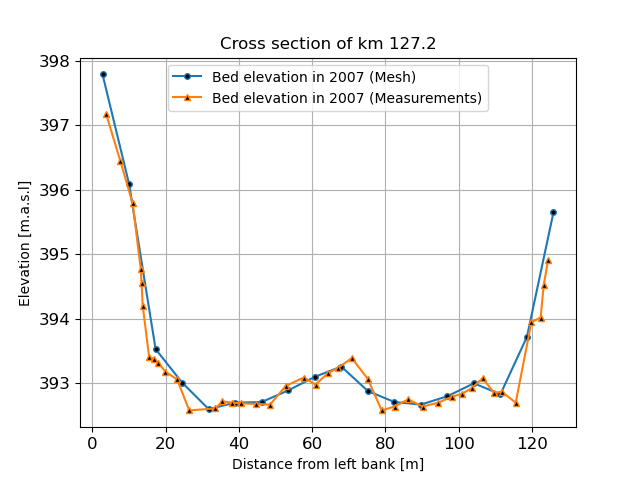 Cross section of km 127.2
Bed elevation in 2007 (Mesh)
Bed elevation in 2007 (Measurements)
Elevation [m.a.s.l]
398
397
396
395
394
393
0 20 40 60 80 100 120
Distance from left bank [m]